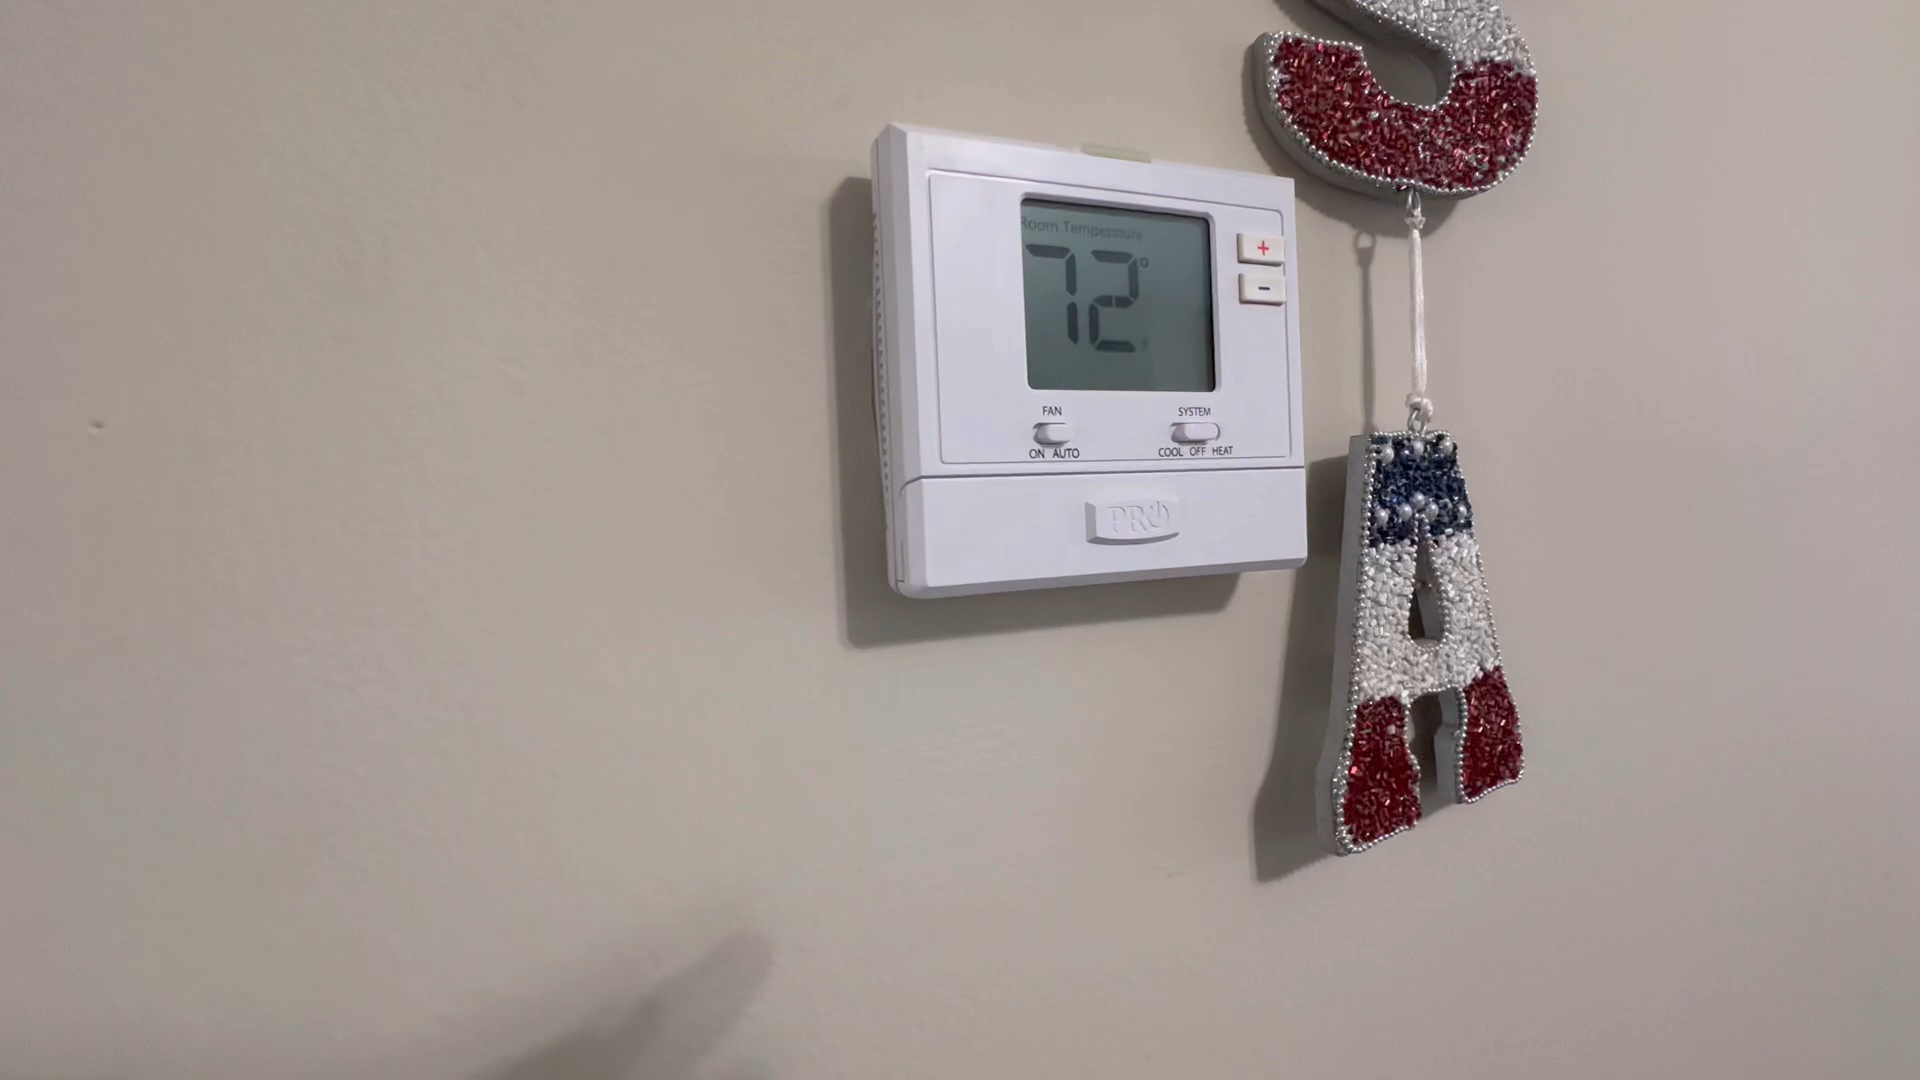 S
Room Temperature
72°
F
+
-
FAN
ON AUTO
SYSTEM
COOL OFF HEAT
PRO
A